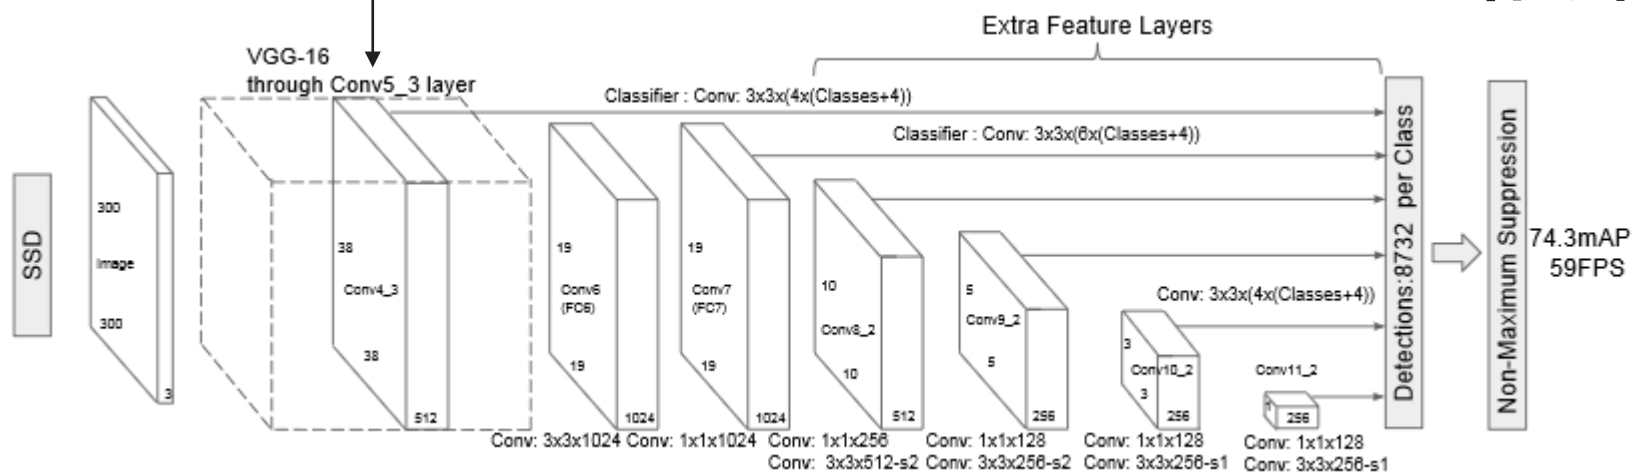 Extra Feature Layers
VGG-16
through Conv5_3 layer
Classifier : Conv: 3x3x(4x(Classes+4))
Classifier : Conv: 3x3x(6x(Classes+4))
SSD
300
Image
300
3
38
Conv4_3
38
512
19
Conv6
(FC6)
19
1024
19
Conv7
(FC7)
19
1024
10
Conv8_2
10
512
5
Conv9_2
5
256
Conv: 3x3x(4x(Classes+4))
3
Conv10_2
3
256
Conv11_2
1
256
Conv: 3x3x1024
Conv: 1x1x1024
Conv: 1x1x256
Conv: 3x3x512-s2
Conv: 1x1x128
Conv: 3x3x256-s2
Conv: 1x1x128
Conv: 3x3x256-s1
Conv: 1x1x128
Conv: 3x3x256-s1
Detections:8732 per Class
Non-Maximum Suppression
74.3mAP
59FPS